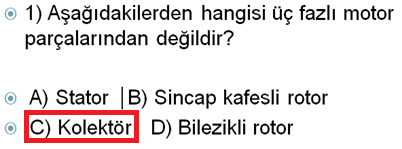 1) Aşağıdakilerden hangisi üç fazlı motor
parçalarından değildir?
A) Stator |B) Sincap kafesli rotor
C) Kolektör D) Bilezikli rotor